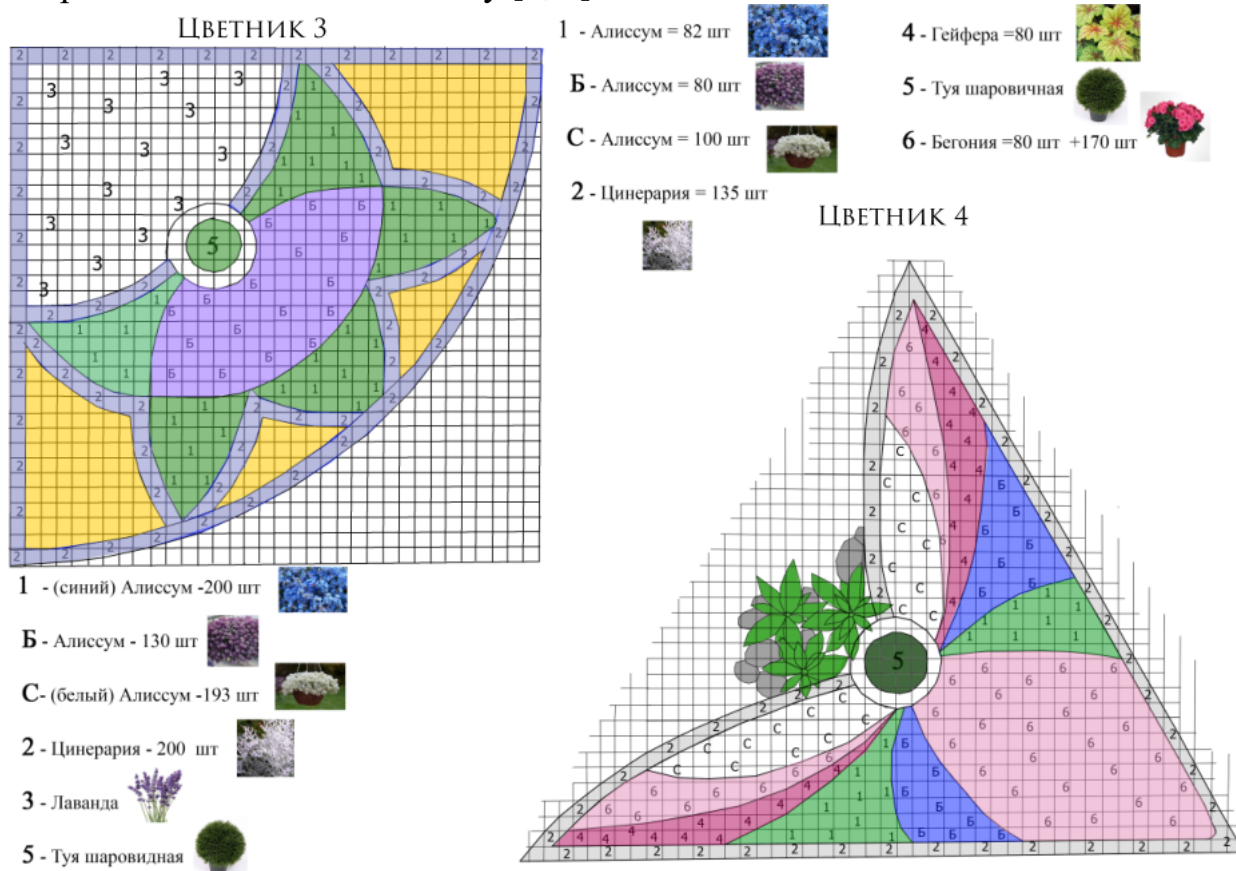 ЦВЕТНИК 3
1 - Алиссум = 82 шт
Б - Алиссум = 80 шт
С - Алиссум = 100 шт
2 - Цинерария = 135 шт
4 - Гейфера =80 шт
5 - Туя шаровичная
6 - Бегония =80 шт +170 шт
ЦВЕТНИК 4
5
5
1 - (синий) Алиссум -200 шт
Б - Алиссум - 130 шт
С- (белый) Алиссум -193 шт
2 - Цинерария - 200 шт
3 - Лаванда
5 - Туя шаровидная